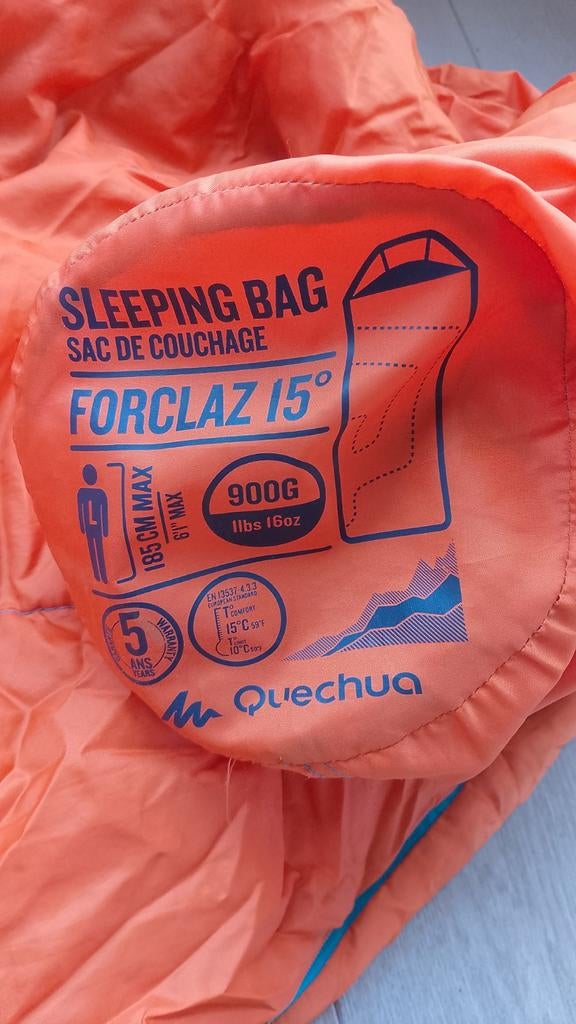 SLEEPING BAG
SAC DE COUCHAGE
FORCLAZ 15°
185 CM MAX
6'1" MAX
900G
1lbs 16oz
EN 13537-4.3.3
EUROPEAN STANDARD
T° COMFORT
15°C 59°F
T° LIMIT
10°C 50°F
5
ANS
YEARS
WARRANTY
Quechua